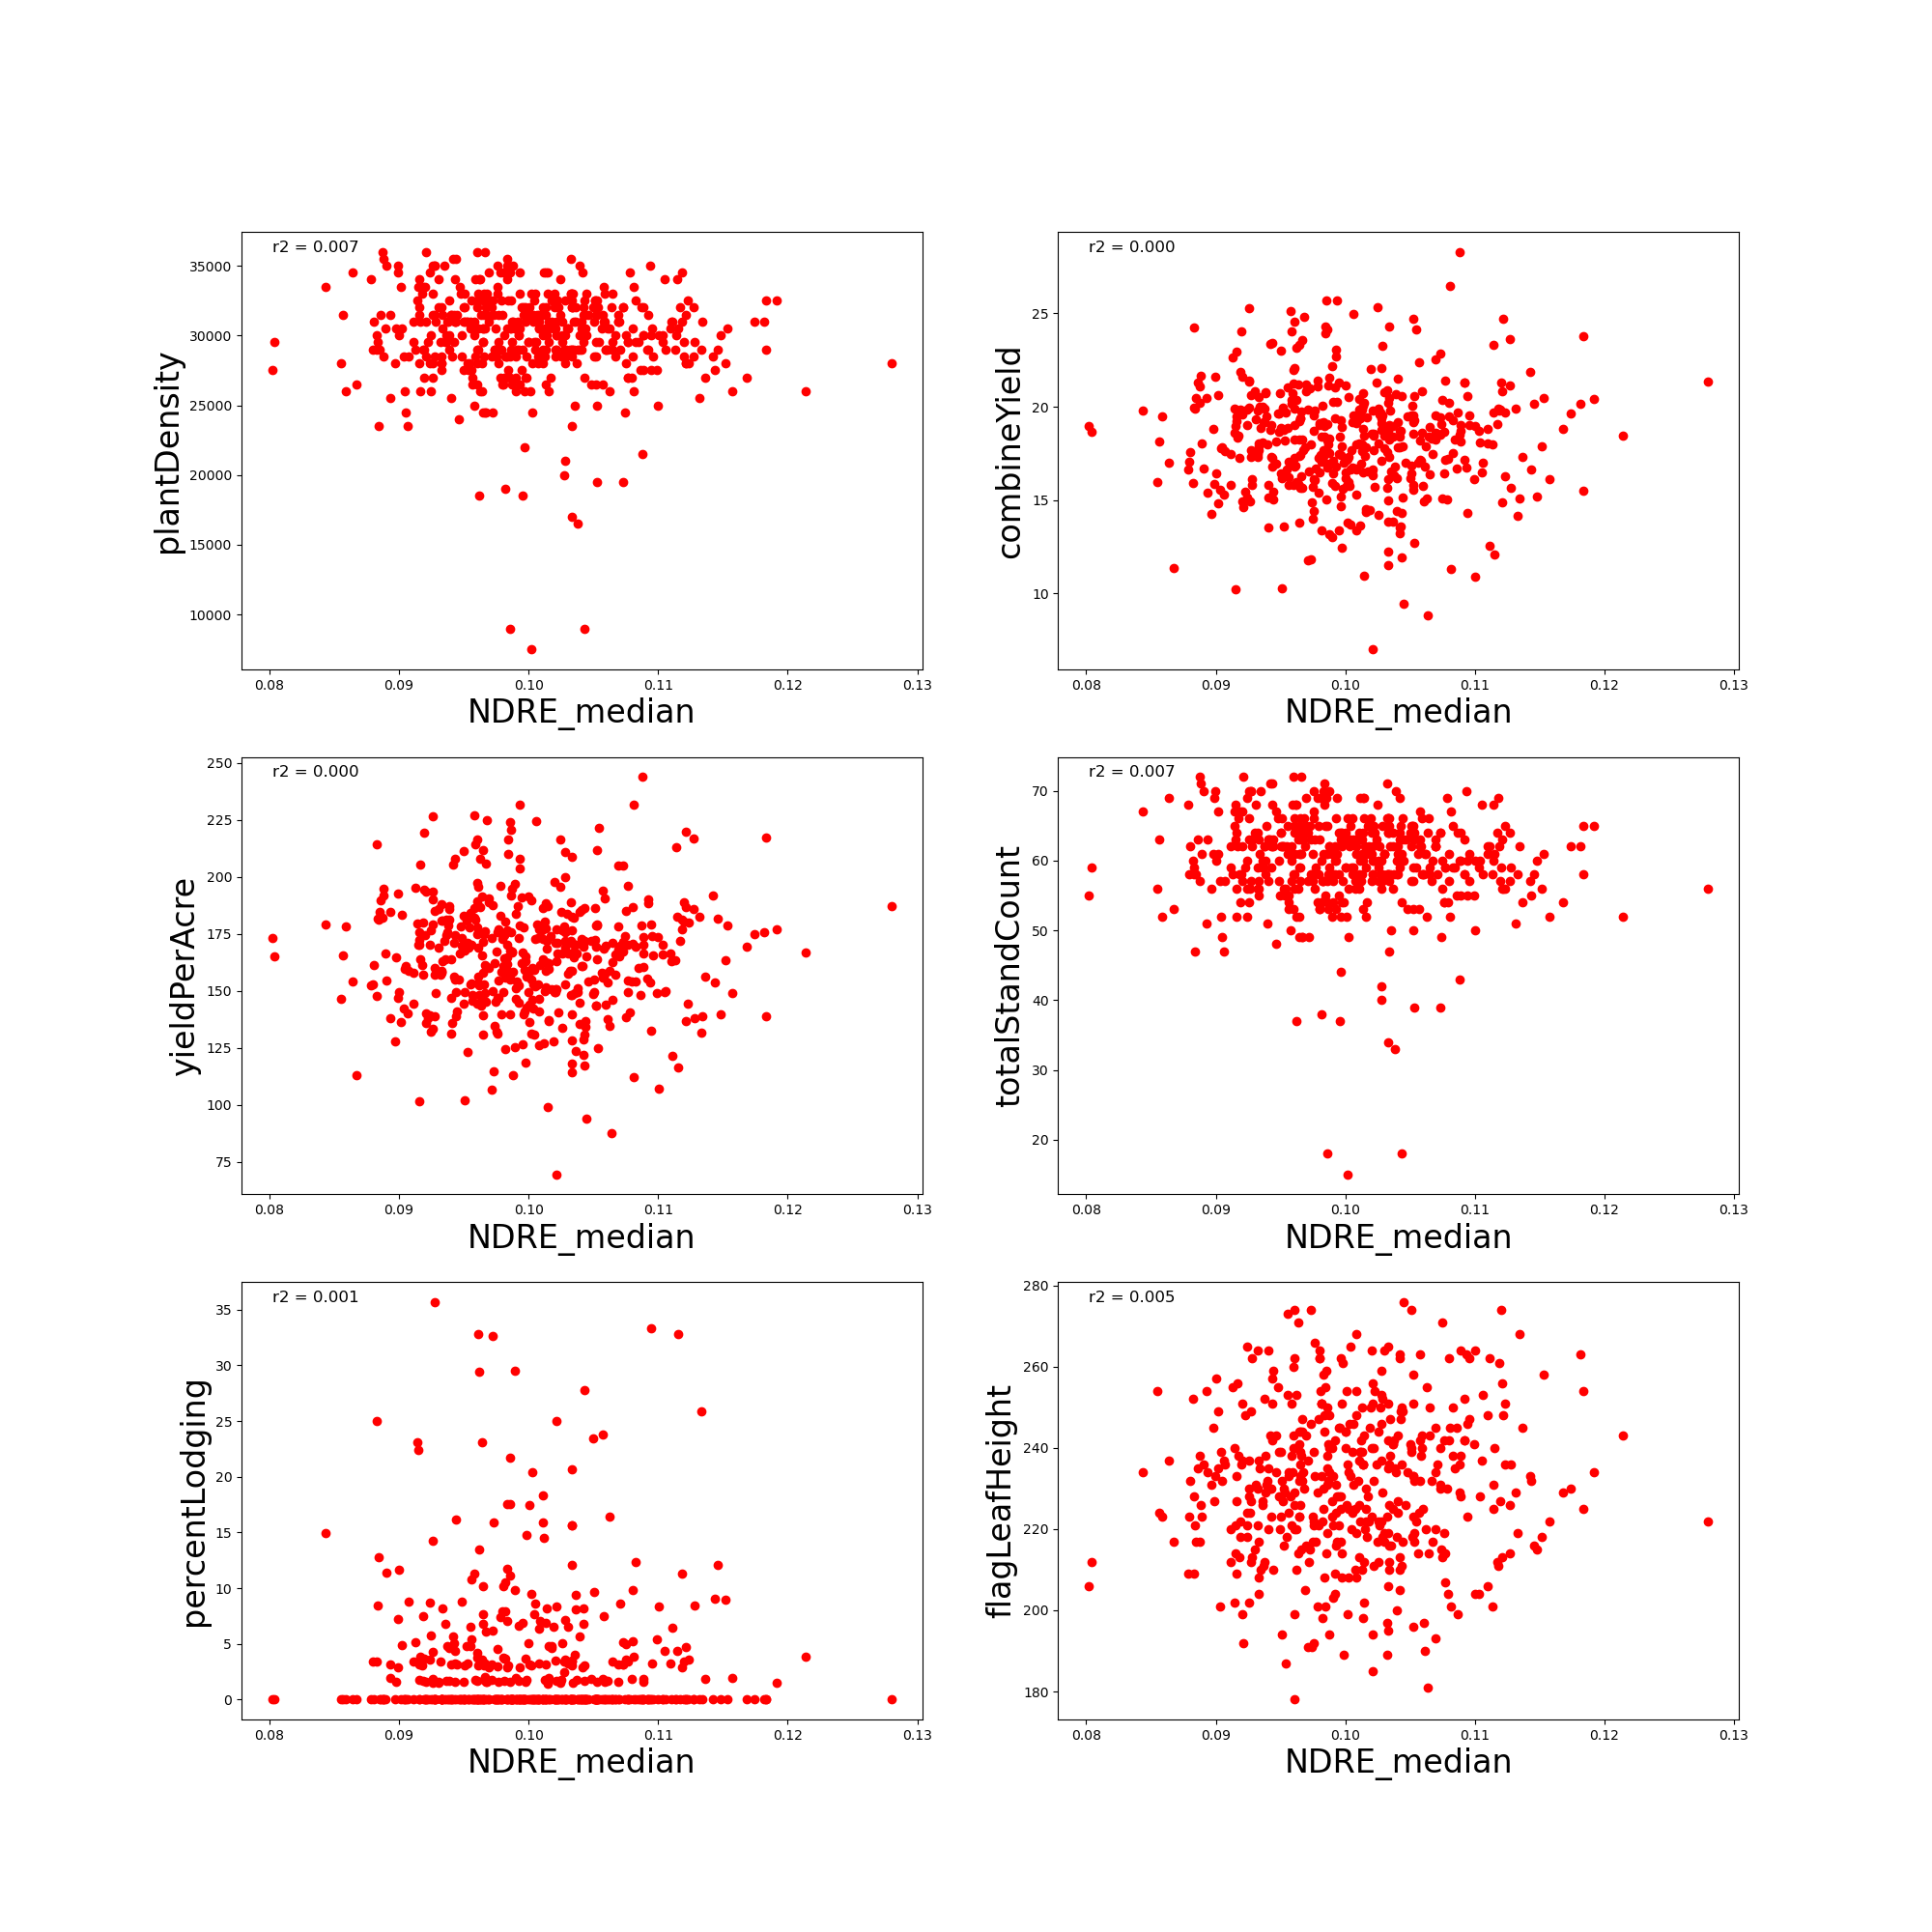 r2 = 0.007
35000
30000
25000
20000
15000
10000
plantDensity
0.08 0.09 0.10 0.11 0.12 0.13
NDRE_median
r2 = 0.000
25
20
15
10
combineYield
0.08 0.09 0.10 0.11 0.12 0.13
NDRE_median
r2 = 0.000
250
225
200
175
150
125
100
75
yieldPerAcre
0.08 0.09 0.10 0.11 0.12 0.13
NDRE_median
r2 = 0.007
70
60
50
40
30
20
totalStandCount
0.08 0.09 0.10 0.11 0.12 0.13
NDRE_median
r2 = 0.001
35
30
25
20
15
10
5
0
percentLodging
0.08 0.09 0.10 0.11 0.12 0.13
NDRE_median
r2 = 0.005
280
260
240
220
200
180
flagLeafHeight
0.08 0.09 0.10 0.11 0.12 0.13
NDRE_median